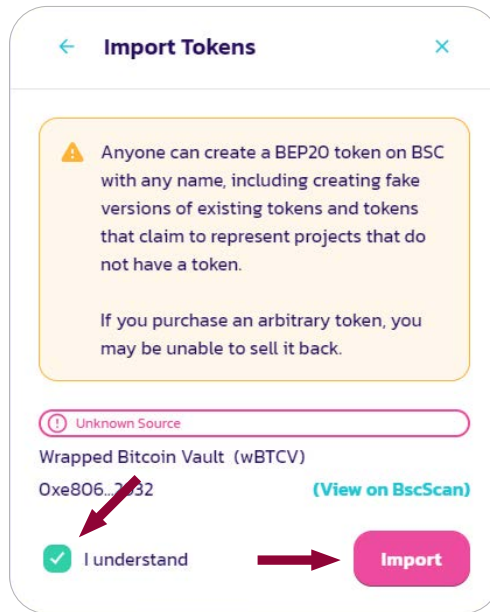 Import Tokens
Anyone can create a BEP20 token on BSC
with any name, including creating fake
versions of existing tokens and tokens
that claim to represent projects that do
not have a token.
If you purchase an arbitrary token, you
may be unable to sell it back.
Unknown Source
Wrapped Bitcoin Vault (wBTCV)
(View on BscScan)
I understand
Import